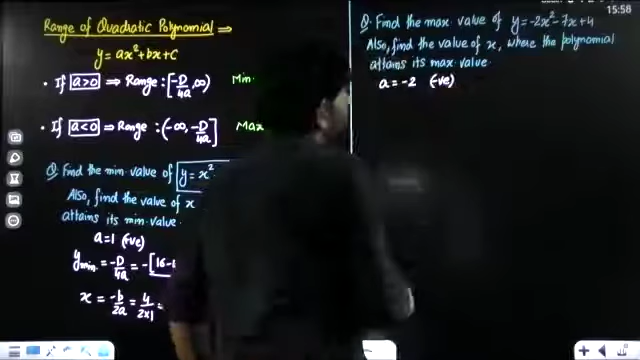 15:58
Range of Quadratic Polynomial ⇒
y = ax²+bx+c
• If a>0 ⇒ Range : [-D/4a, ∞) Min.
• If a<0 ⇒ Range : (-∞, -D/4a] Max
Q. Find the min. value of y = x²
Also, find the value of x
attains its min. value.
a=1 (+ve)
ymin. = -D/4a = -[16-
x = -b/2a = 4/2×1 =
Q. Find the max. value of y = -2x²-7x+4
Also, find the value of x, where the polynomial
attains its max. value.
a = -2 (-ve)